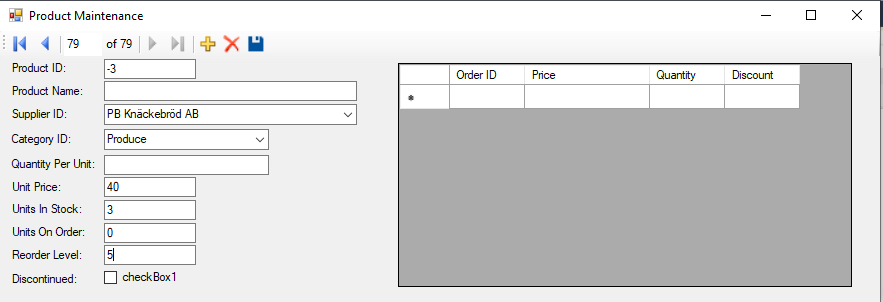 Product Maintenance
79 of 79
Product ID: -3
Product Name:
Supplier ID: PB Knäckebröd AB
Category ID: Produce
Quantity Per Unit:
Unit Price: 40
Units In Stock: 3
Units On Order: 0
Reorder Level: 5
Discontinued: checkBox1
Order ID Price Quantity Discount